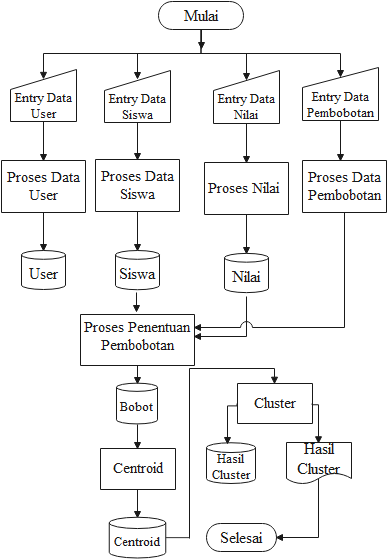 Mulai
Entry Data
User
Entry Data
Siswa
Entry Data
Nilai
Entry Data
Pembobotan
Proses Data
User
Proses Data
Siswa
Proses Nilai
Proses Data
Pembobotan
User
Siswa
Nilai
Proses Penentuan
Pembobotan
Bobot
Cluster
Centroid
Hasil
Cluster
Hasil
Cluster
Centroid
Selesai